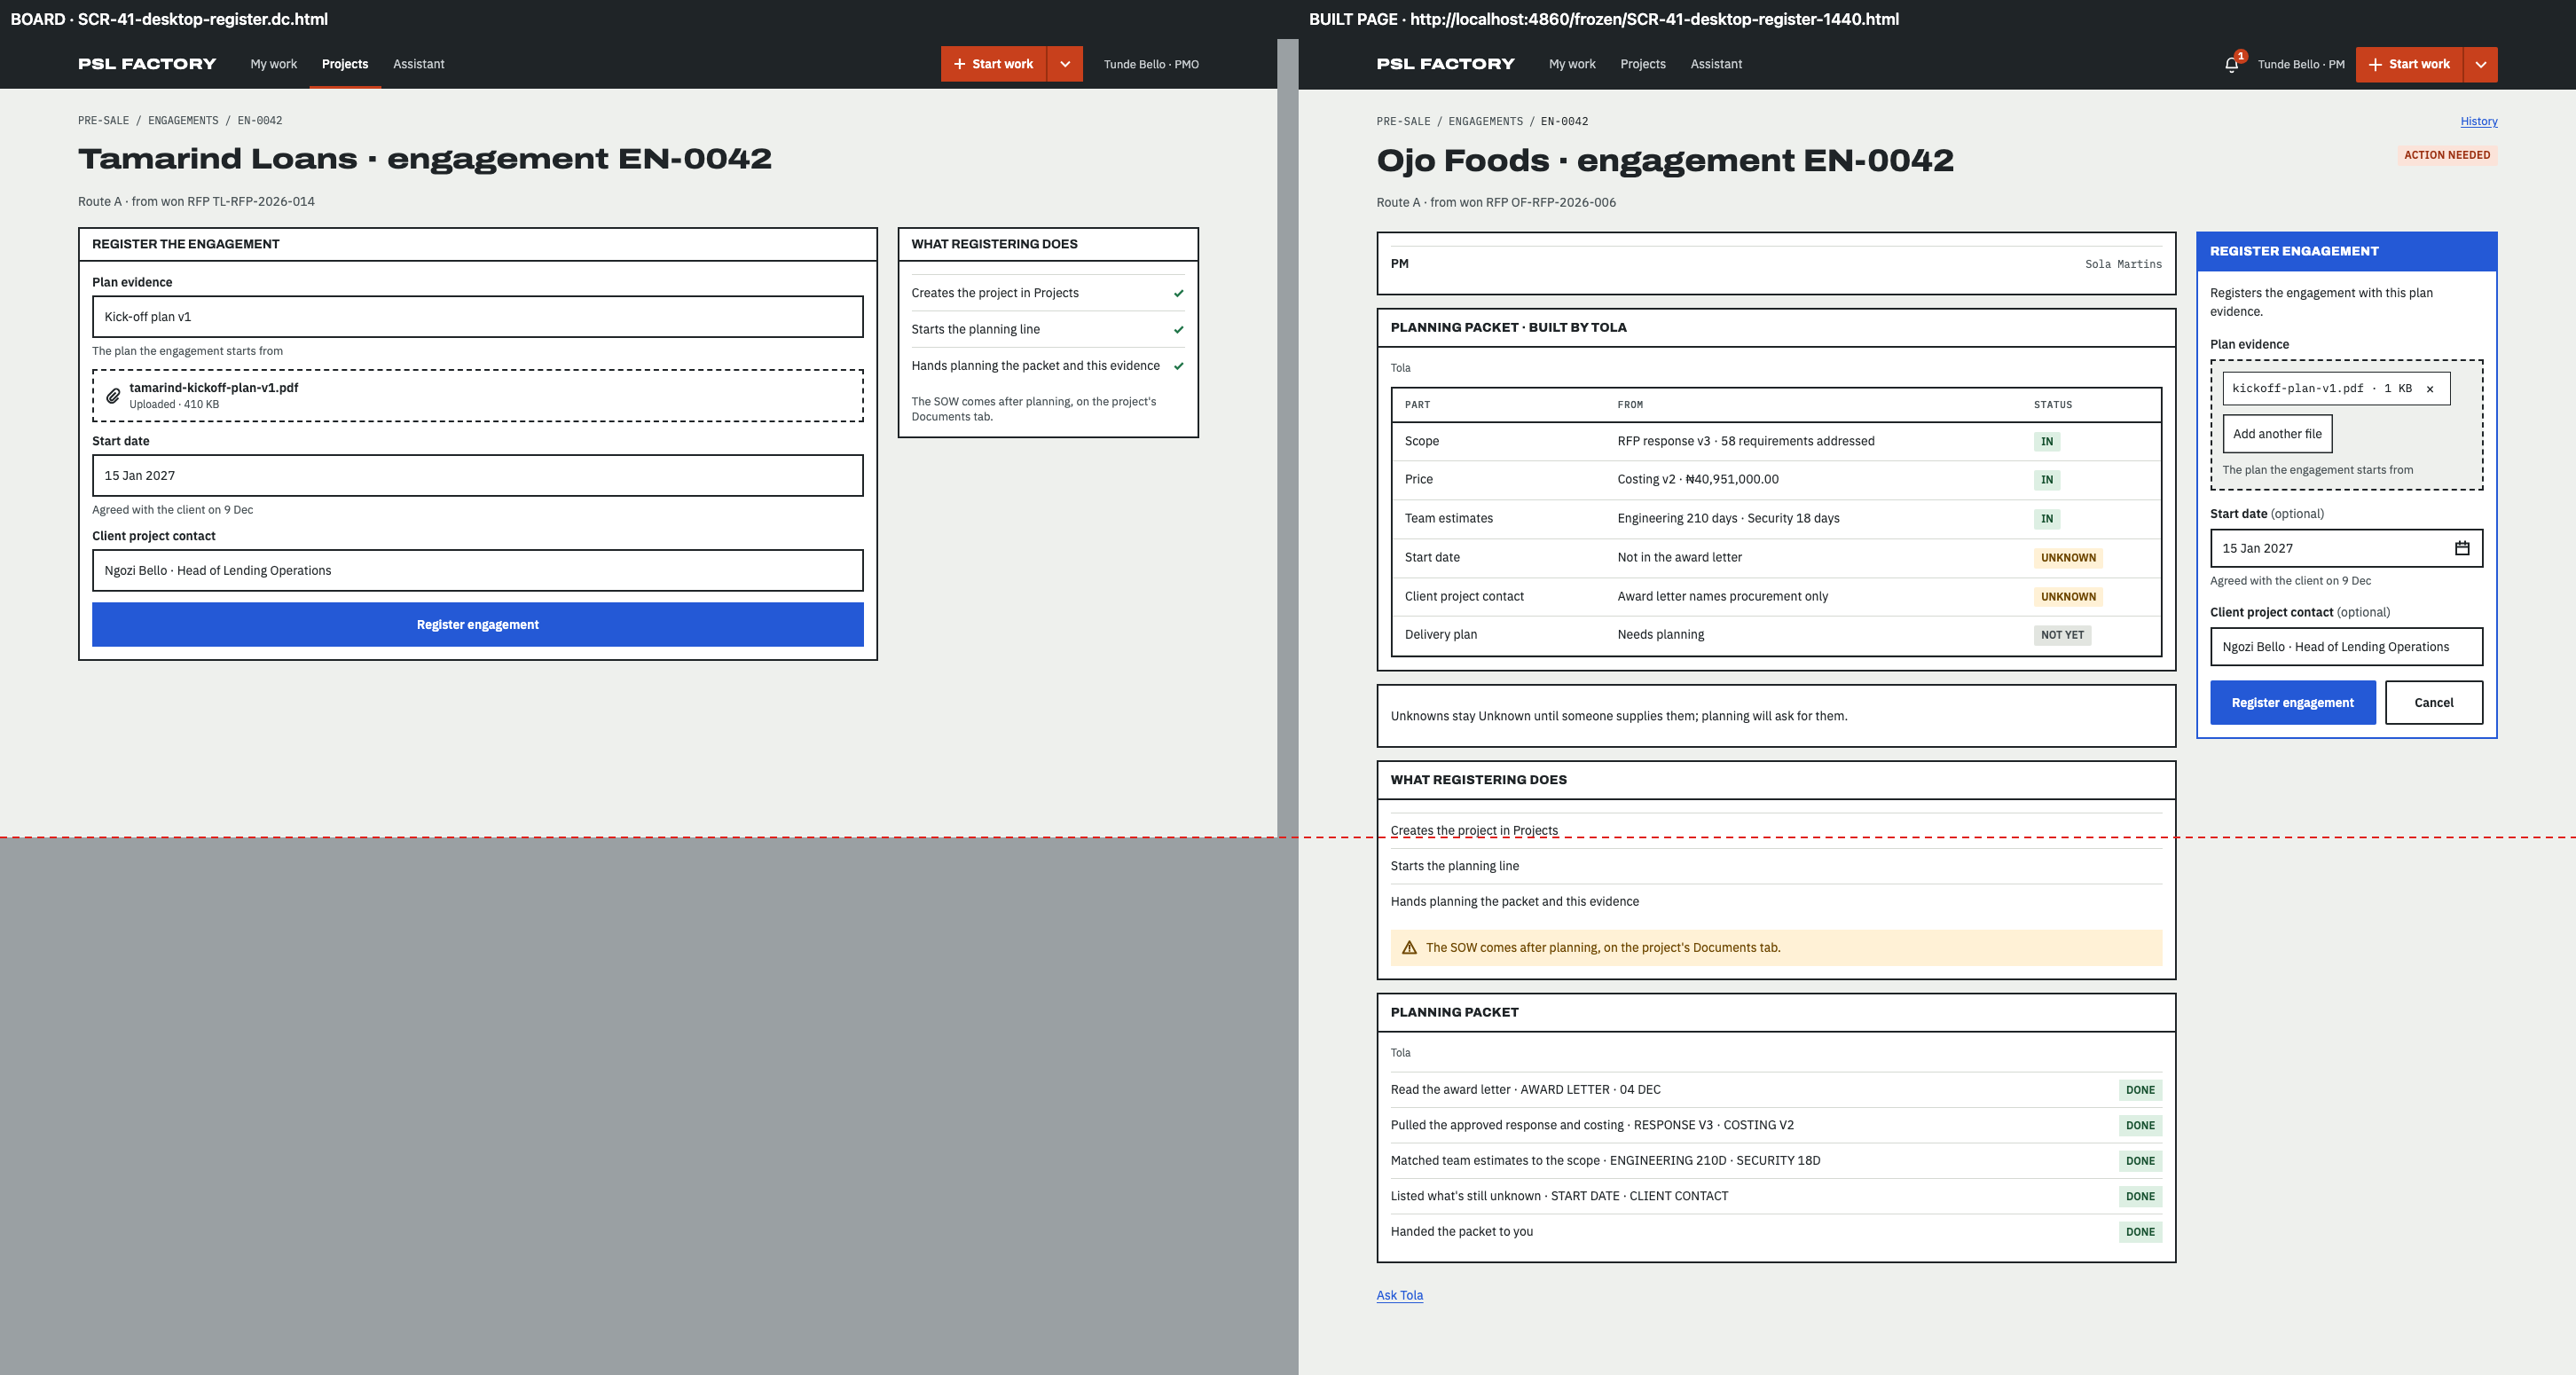 BOARD · SCR-41-desktop-register.dc.html
PSL FACTORY
My work
Projects
Assistant
Start work
Tunde Bello · PMO
PRE-SALE / ENGAGEMENTS / EN-0042
Tamarind Loans · engagement EN-0042
Route A · from won RFP TL-RFP-2026-014
REGISTER THE ENGAGEMENT
Plan evidence
Kick-off plan v1
The plan the engagement starts from
tamarind-kickoff-plan-v1.pdf
Uploaded · 410 KB
Start date
15 Jan 2027
Agreed with the client on 9 Dec
Client project contact
Ngozi Bello · Head of Lending Operations
Register engagement
WHAT REGISTERING DOES
Creates the project in Projects
Starts the planning line
Hands planning the packet and this evidence
The SOW comes after planning, on the project's
Documents tab.
BUILT PAGE · http://localhost:4860/frozen/SCR-41-desktop-register-1440.html
PSL FACTORY
My work
Projects
Assistant
1
Tunde Bello · PM
Start work
PRE-SALE / ENGAGEMENTS / EN-0042
History
Ojo Foods · engagement EN-0042
ACTION NEEDED
Route A · from won RFP OF-RFP-2026-006
PM
Sola Martins
PLANNING PACKET · BUILT BY TOLA
Tola
PART FROM STATUS
Scope RFP response v3 · 58 requirements addressed IN
Price Costing v2 · ₦40,951,000.00 IN
Team estimates Engineering 210 days · Security 18 days IN
Start date Not in the award letter UNKNOWN
Client project contact Award letter names procurement only UNKNOWN
Delivery plan Needs planning NOT YET
Unknowns stay Unknown until someone supplies them; planning will ask for them.
WHAT REGISTERING DOES
Creates the project in Projects
Starts the planning line
Hands planning the packet and this evidence
The SOW comes after planning, on the project's Documents tab.
PLANNING PACKET
Tola
Read the award letter · AWARD LETTER · 04 DEC DONE
Pulled the approved response and costing · RESPONSE V3 · COSTING V2 DONE
Matched team estimates to the scope · ENGINEERING 210D · SECURITY 18D DONE
Listed what's still unknown · START DATE · CLIENT CONTACT DONE
Handed the packet to you DONE
Ask Tola
REGISTER ENGAGEMENT
Registers the engagement with this plan
evidence.
Plan evidence
kickoff-plan-v1.pdf · 1 KB ×
Add another file
The plan the engagement starts from
Start date (optional)
15 Jan 2027
Agreed with the client on 9 Dec
Client project contact (optional)
Ngozi Bello · Head of Lending Operations
Register engagement
Cancel